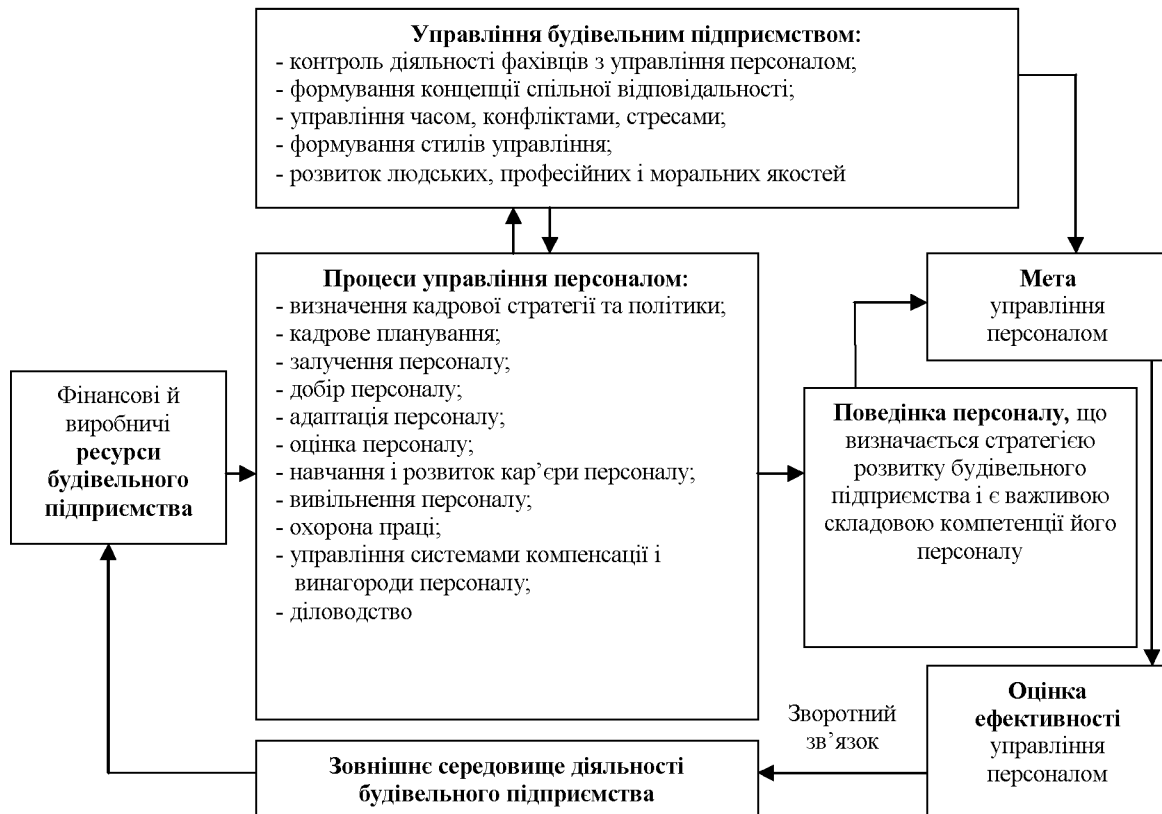 Управління будівельним підприємством:
- контроль діяльності фахівців з управління персоналом;
- формування концепції спільної відповідальності;
- управління часом, конфліктами, стресами;
- формування стилів управління;
- розвиток людських, професійних і моральних якостей
Процеси управління персоналом:
- визначення кадрової стратегії та політики;
- кадрове планування;
- залучення персоналу;
- добір персоналу;
- адаптація персоналу;
- оцінка персоналу;
- навчання і розвиток кар’єри персоналу;
- вивільнення персоналу;
- охорона праці;
- управління системами компенсації і
винагороди персоналу;
- діловодство
Мета
управління
персоналом
Фінансові й
виробничі
ресурси
будівельного
підприємства
Поведінка персоналу, що
визначається стратегією
розвитку будівельного
підприємства і є важливою
складовою компетенції його
персоналу
Оцінка
ефективності
управління
персоналом
Зворотний
зв’язок
Зовнішнє середовище діяльності
будівельного підприємства